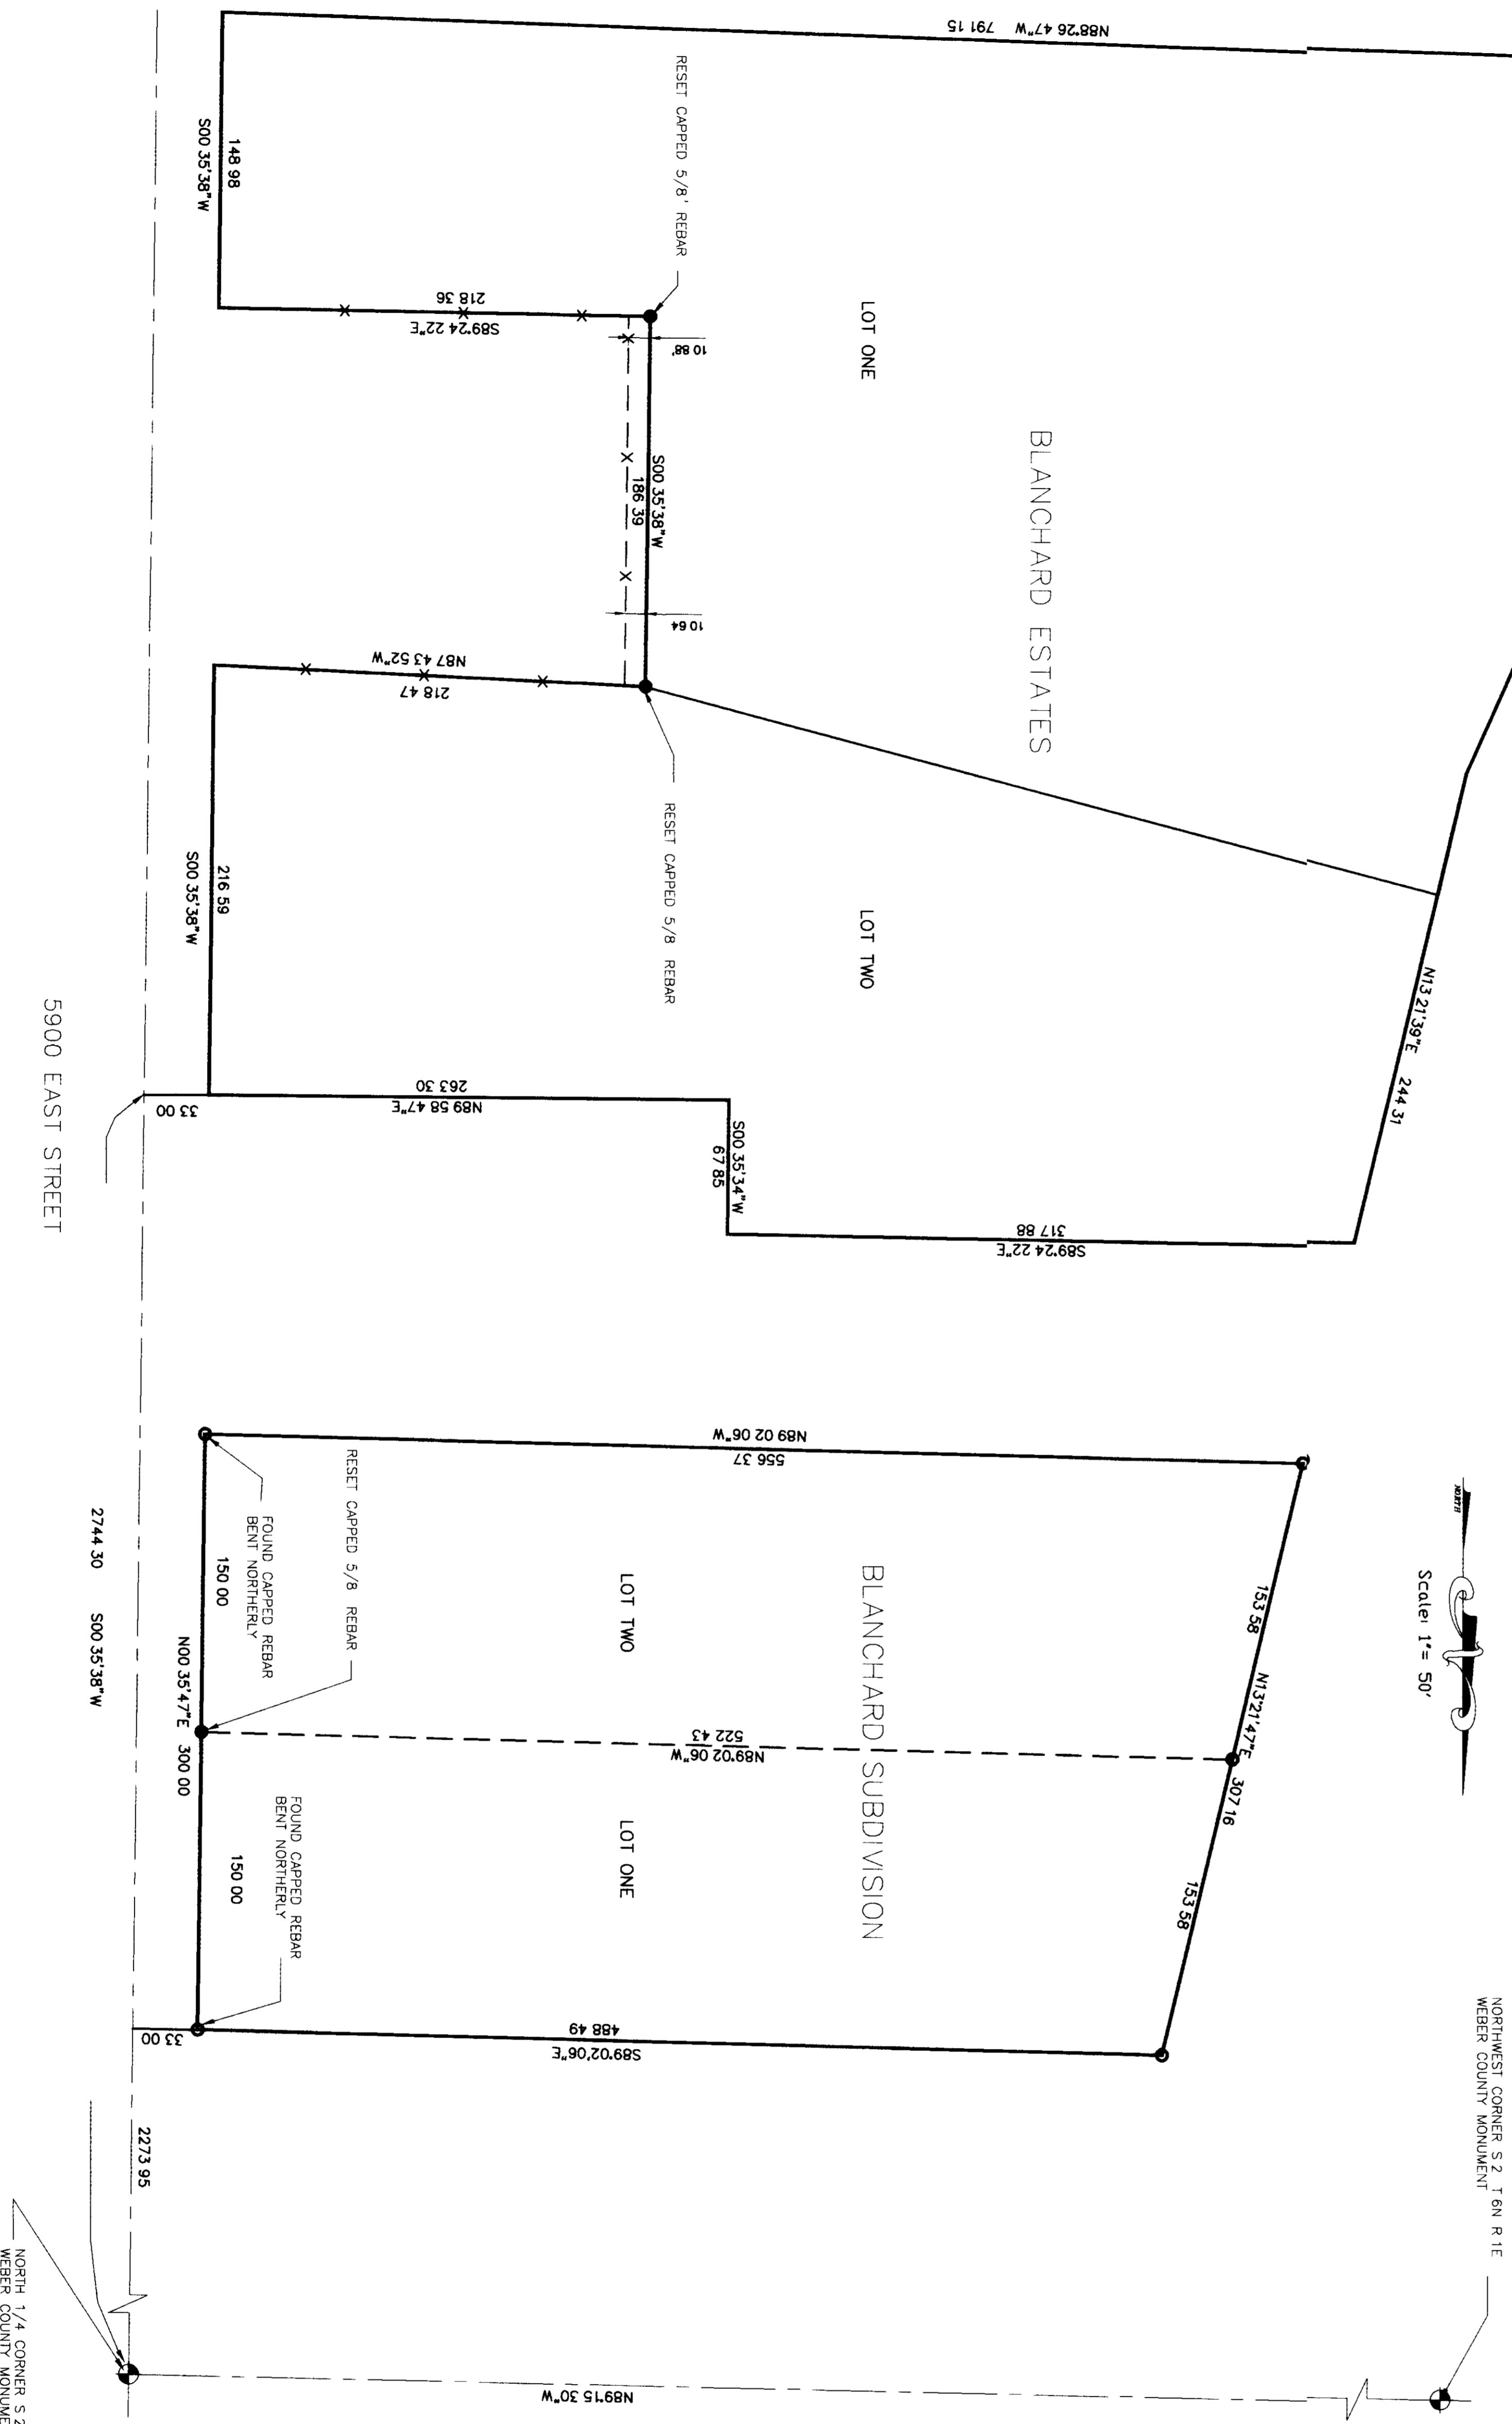 N88°26 47"W 791 15
RESET CAPPED 5/8' REBAR
148 98
S00 35'38"W
218 36
S89°24 22"E
10 88'
LOT ONE
BLANCHARD ESTATES
S00 35'38"W
186 39
10 64
N87 43 52"W
218 47
RESET CAPPED 5/8 REBAR
LOT TWO
216 59
S00 35'38"W
N13 21'39"E 244 31
5900 EAST STREET
33 00
263 30
N89 58 47"E
S00 35'34"W
67 85
317 88
S89°24 22"E
N89 02 06"W
556 37
NORTH
Scale: 1"= 50'
RESET CAPPED 5/8 REBAR
FOUND CAPPED REBAR
BENT NORTHERLY
150 00
2744 30 S00 35'38"W
N00 35'47"E 300 00
LOT TWO
BLANCHARD SUBDIVISION
153 58
N13°21'47"E 307 16
522 43
N89°02 06"W
FOUND CAPPED REBAR
BENT NORTHERLY
150 00
LOT ONE
153 58
33 00
488 49
S89°02'06"E
2273 95
NORTHWEST CORNER S 2 T 6N R 1E
WEBER COUNTY MONUMENT
N89°15 30"W
NORTH 1/4 CORNER S 2
WEBER COUNTY MONUME